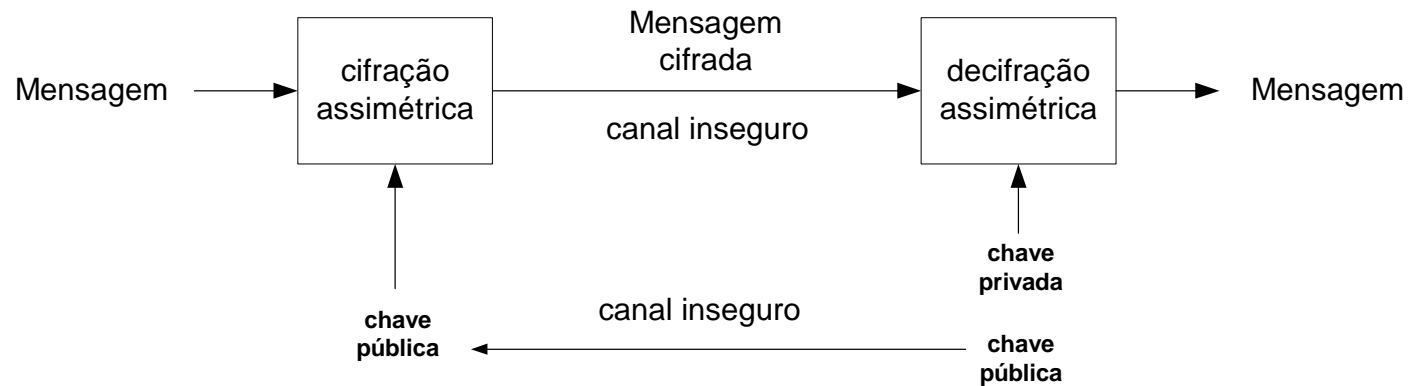 Mensagem
cifração
assimétrica
Mensagem
cifrada
canal inseguro
decifração
assimétrica
Mensagem
chave
privada
chave
pública
canal inseguro
chave
pública